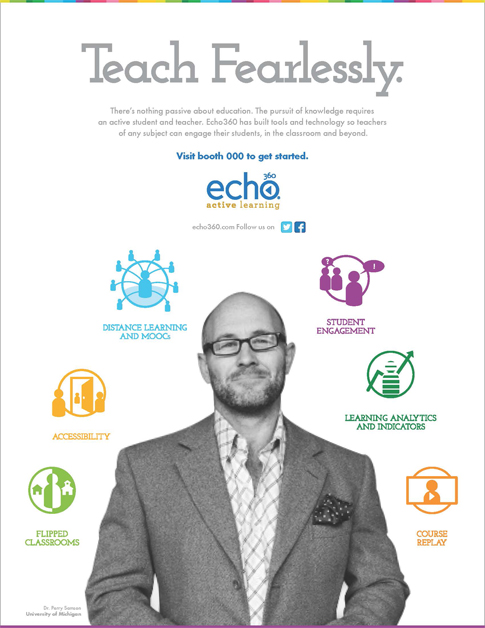 Teach Fearlessly.
There's nothing passive about education. The pursuit of knowledge requires
an active student and teacher. Echo360 has built tools and technology so teachers
of any subject can engage their students, in the classroom and beyond.
Visit booth 000 to get started.
echo360
active learning
echo360.com Follow us on
DISTANCE LEARNING
AND MOOCs
? !
STUDENT
ENGAGEMENT
LEARNING ANALYTICS
AND INDICATORS
ACCESSIBILITY
FLIPPED
CLASSROOMS
COURSE
REPLAY
Dr. Perry Samson
University of Michigan